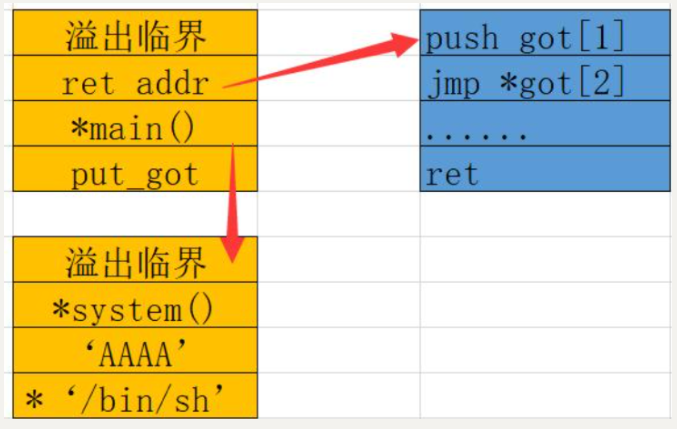 溢出临界
ret addr
*main()
put_got
push got[1]
jmp *got[2]
......
ret
溢出临界
*system()
‘AAAA’
* ‘/bin/sh’